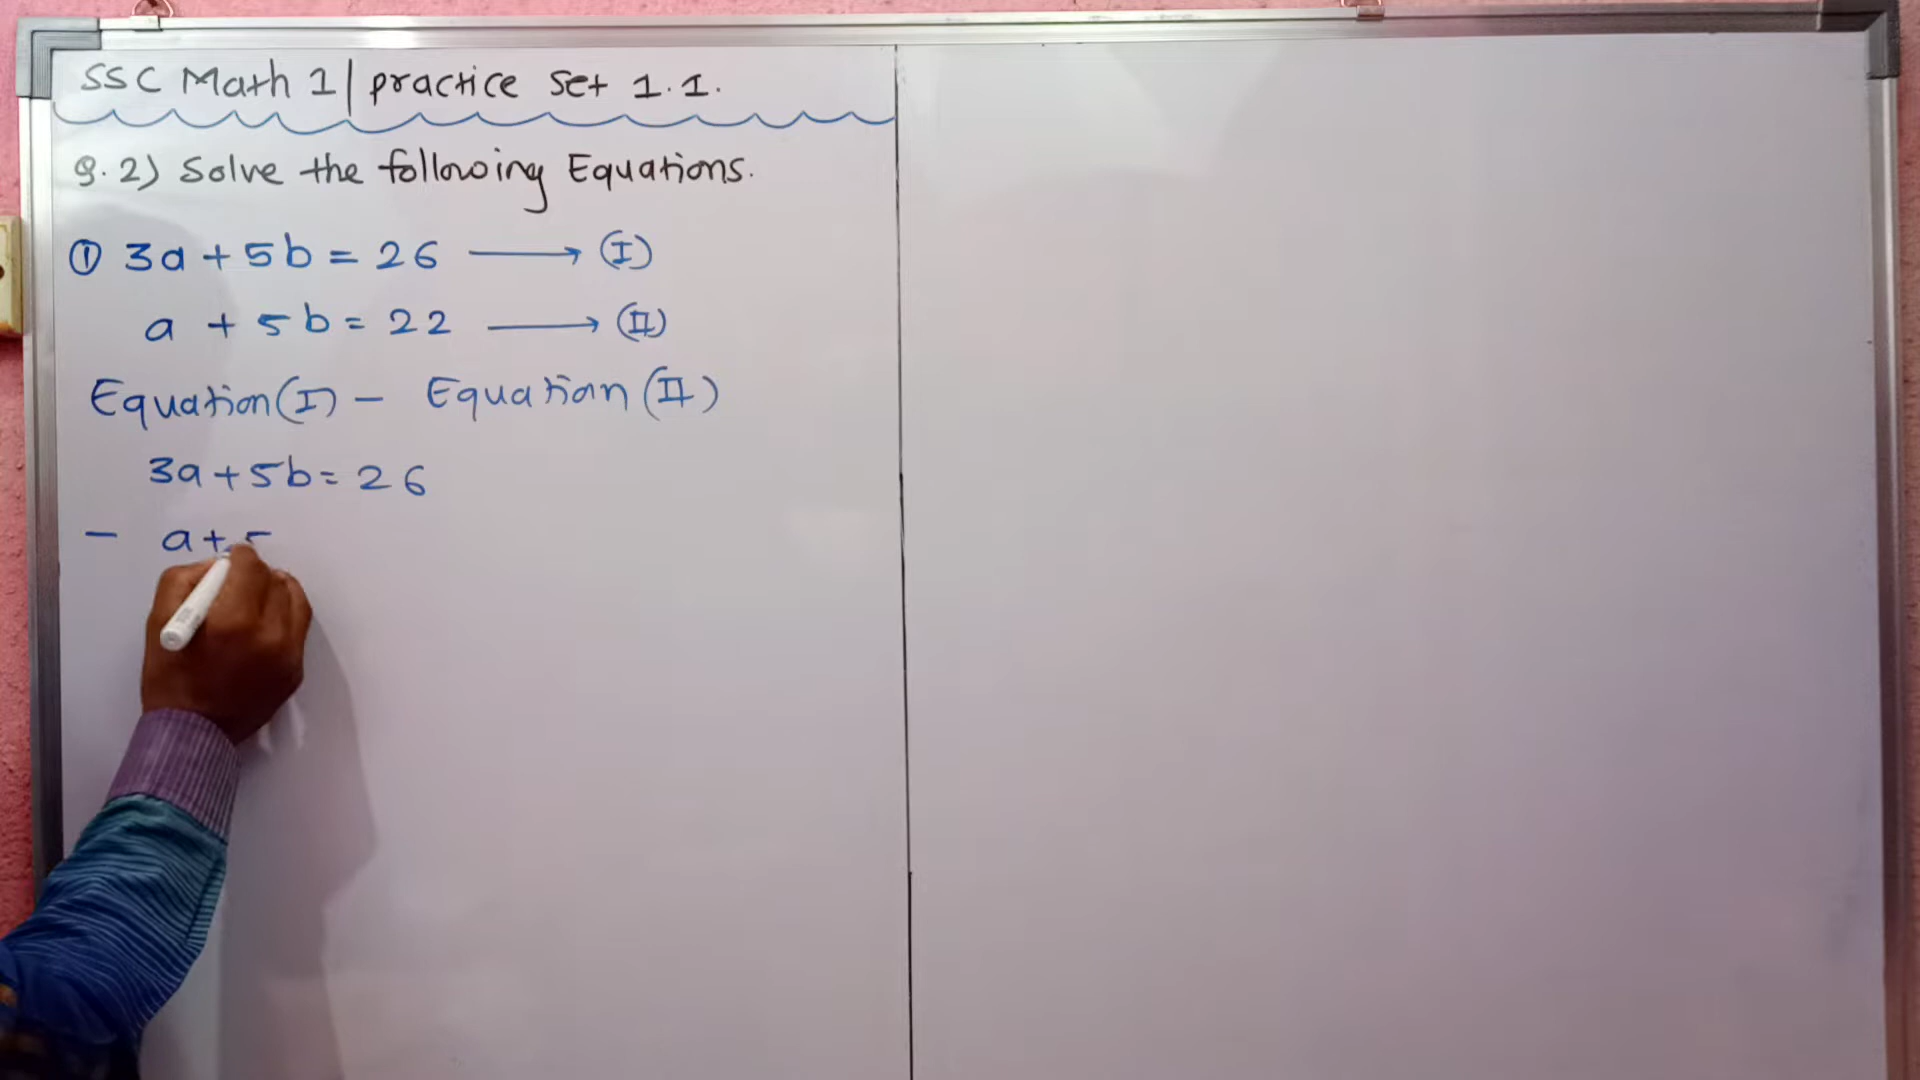 SSC Math 1 | practice set 1.1.
Q.2) Solve the following Equations.
① 3a + 5b = 26 ⟶ (I)
a + 5b = 22 ⟶ (II)
Equation (I) - Equation (II)
3a + 5b = 26
- a + 5